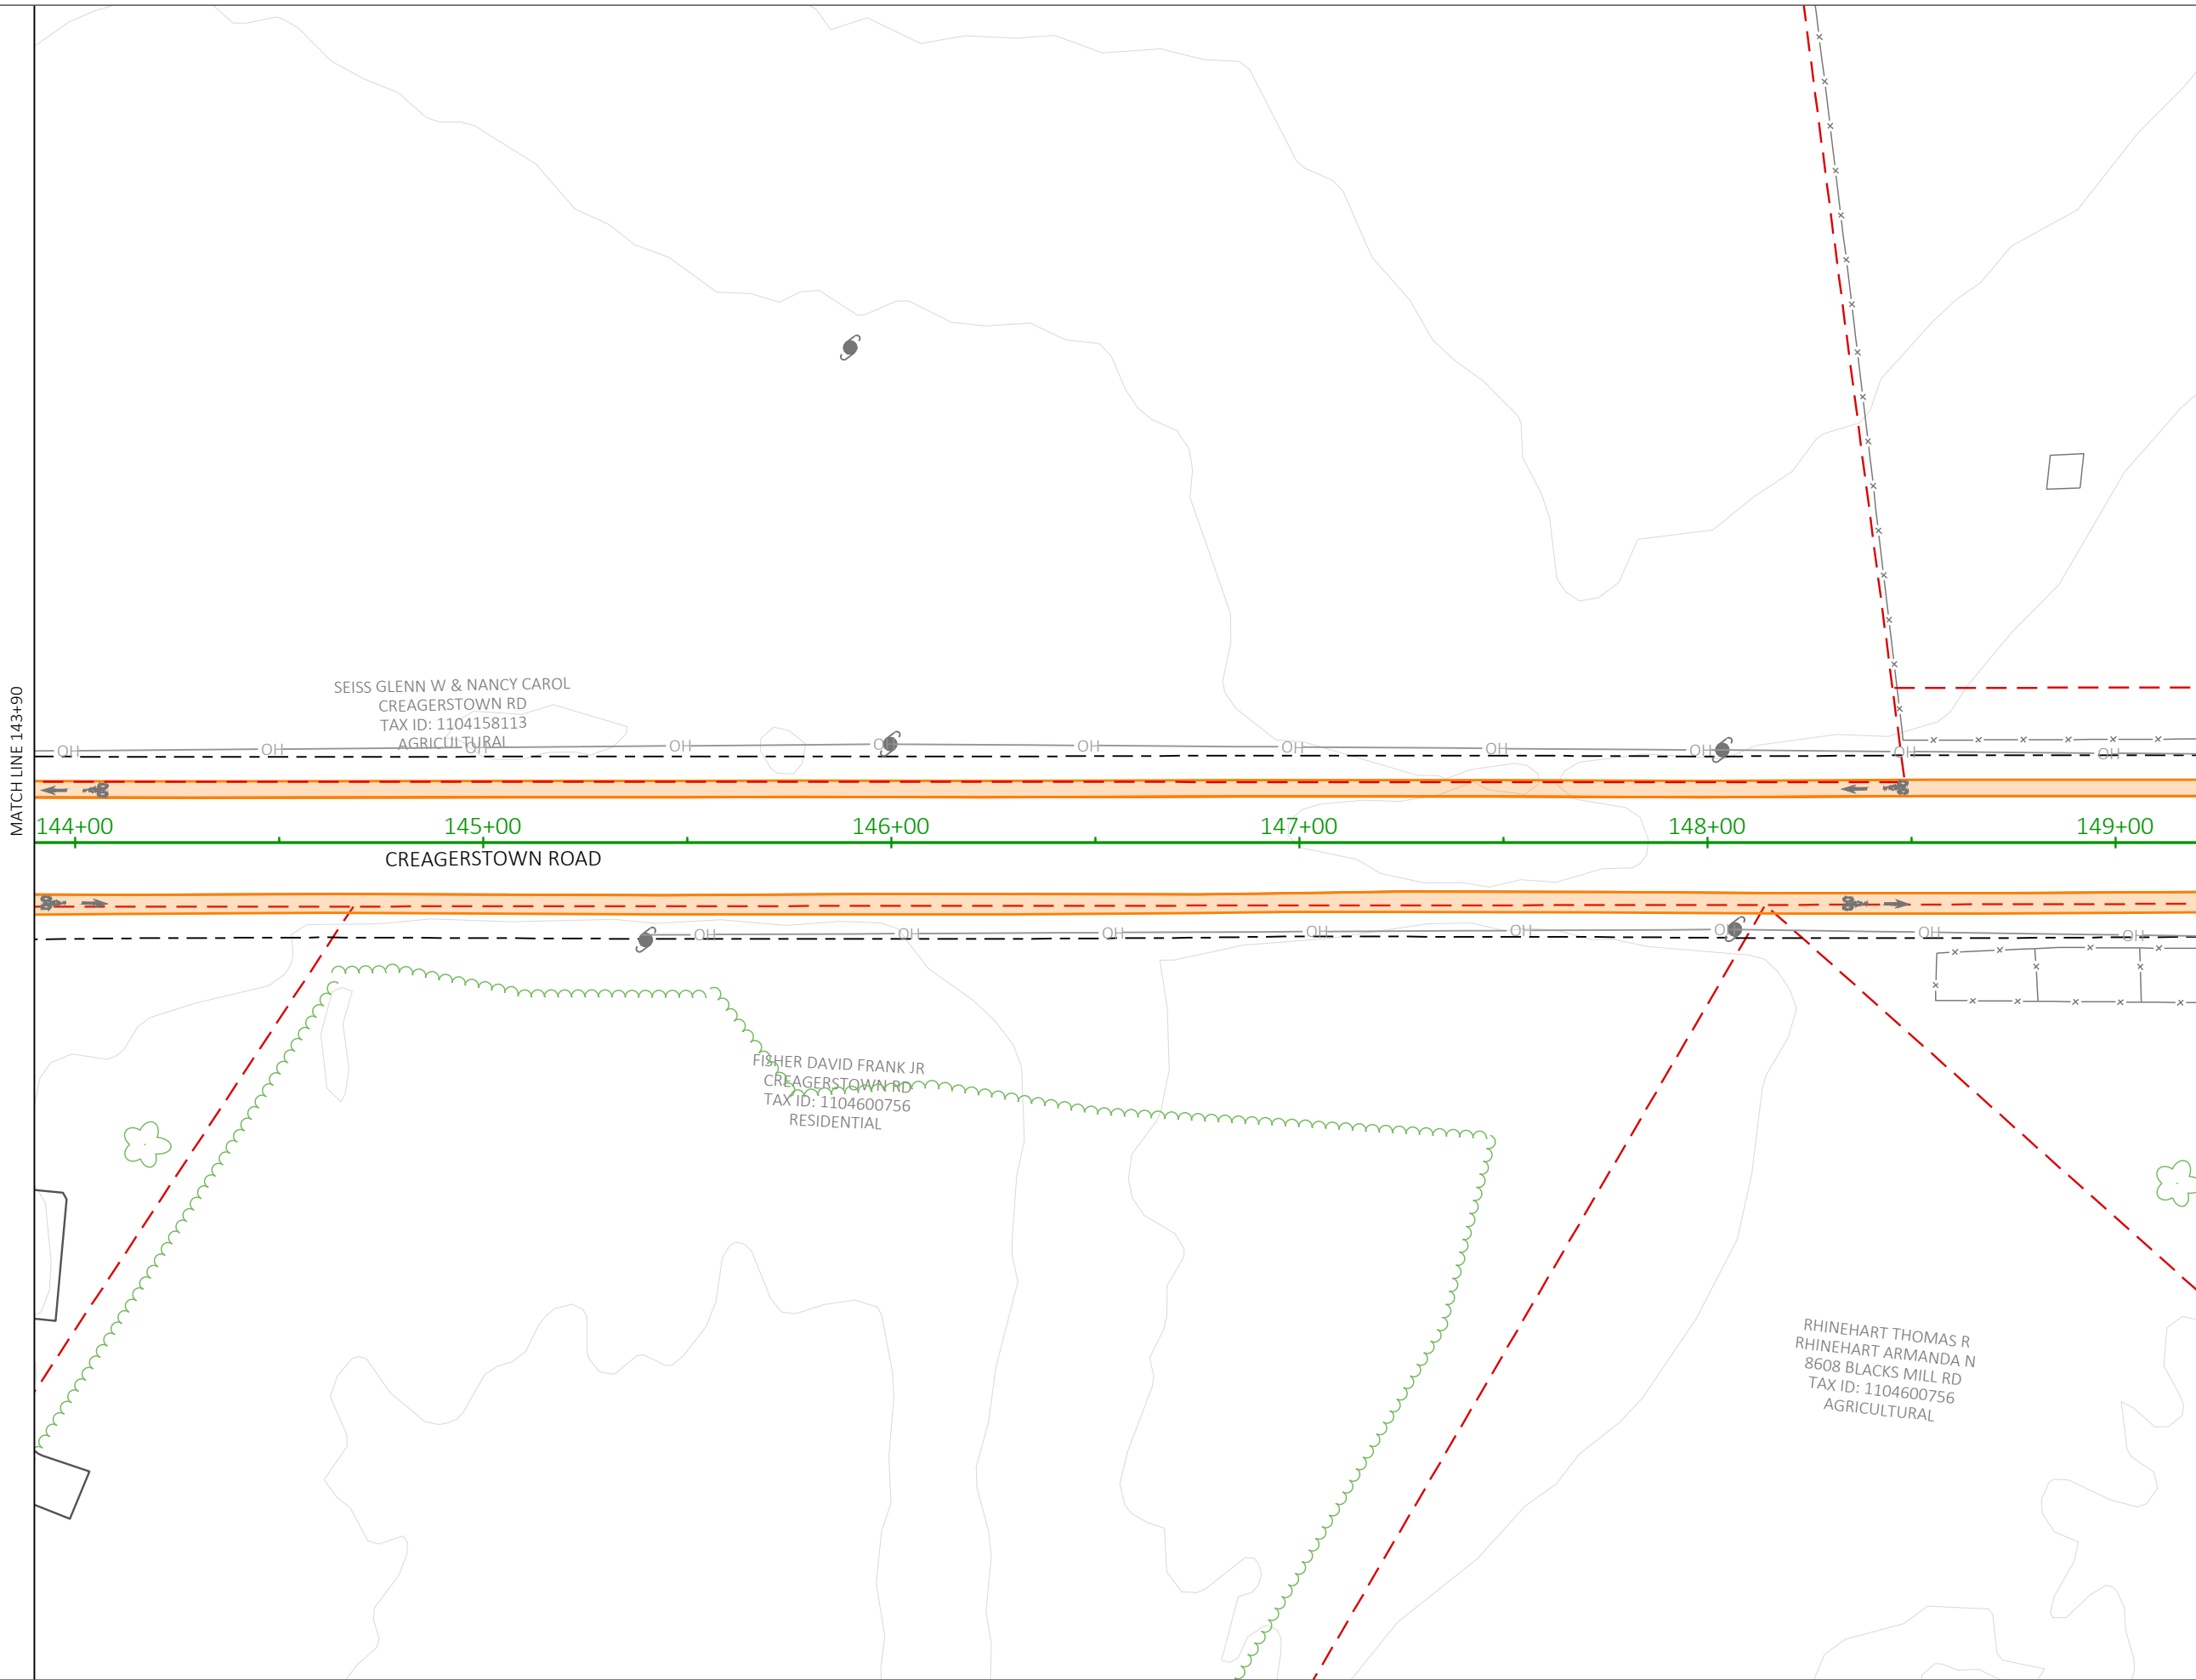 MATCH LINE 143+90
SEISS GLENN W & NANCY CAROL
CREAGERSTOWN RD
TAX ID: 1104158113
AGRICULTURAL
OH OH OH OH OH OH OH OH OH OH OH
144+00 145+00 146+00 147+00 148+00 149+00
CREAGERSTOWN ROAD
OH OH OH OH OH OH OH OH
FISHER DAVID FRANK JR
CREAGERSTOWN RD
TAX ID: 1104600756
RESIDENTIAL
RHINEHART THOMAS R
RHINEHART ARMANDA N
8608 BLACKS MILL RD
TAX ID: 1104600756
AGRICULTURAL